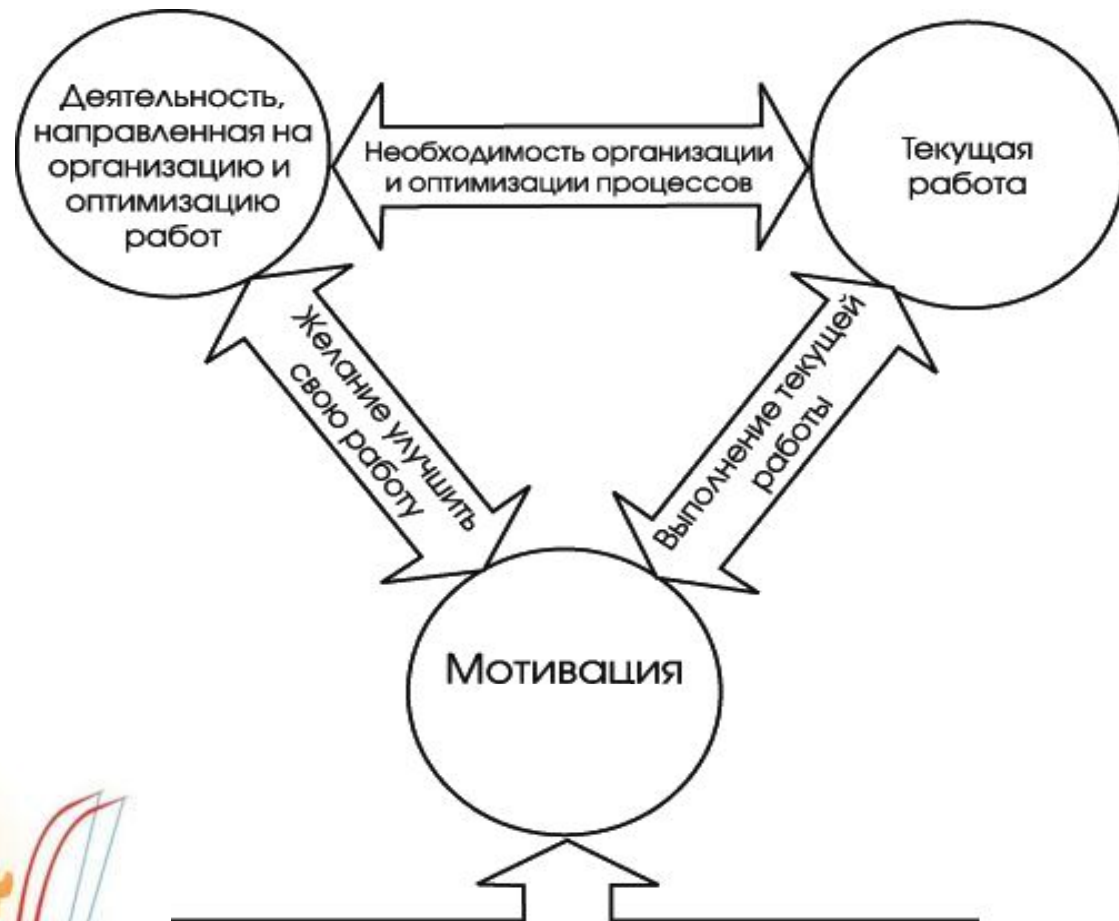 Деятельность,
направленная на
организацию и
оптимизацию
работ
Необходимость организации
и оптимизации процессов
Текущая
работа
Желание улучшить
свою работу
Выполнение текущей
работы
Мотивация